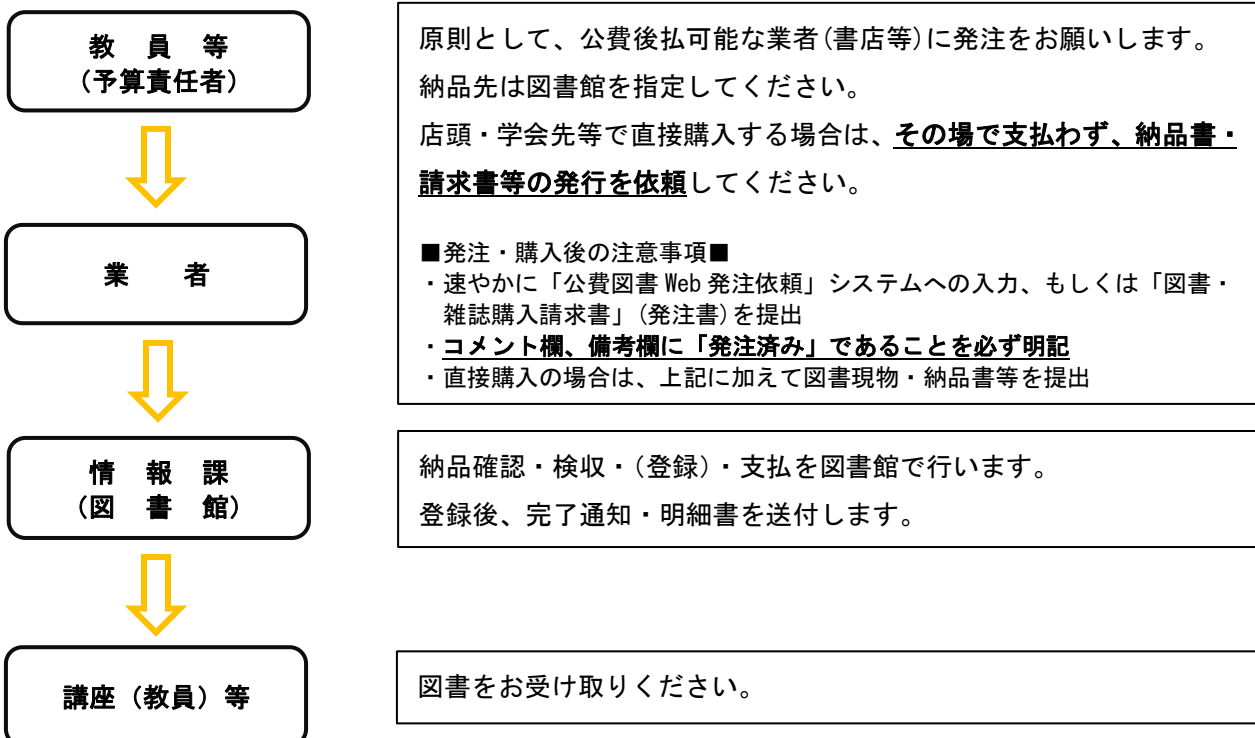 教 員 等
（予算責任者）
原則として、公費後払可能な業者(書店等)に発注をお願いします。
納品先は図書館を指定してください。
店頭・学会先等で直接購入する場合は、その場で支払わず、納品書・
請求書等の発行を依頼してください。
■発注・購入後の注意事項■
・速やかに「公費図書 Web 発注依頼」システムへの入力、もしくは「図書・
雑誌購入請求書」(発注書)を提出
・コメント欄、備考欄に「発注済み」であることを必ず明記
・直接購入の場合は、上記に加えて図書現物・納品書等を提出
業 者
情 報 課
（図 書 館）
納品確認・検収・(登録)・支払を図書館で行います。
登録後、完了通知・明細書を送付します。
講座（教員）等
図書をお受け取りください。